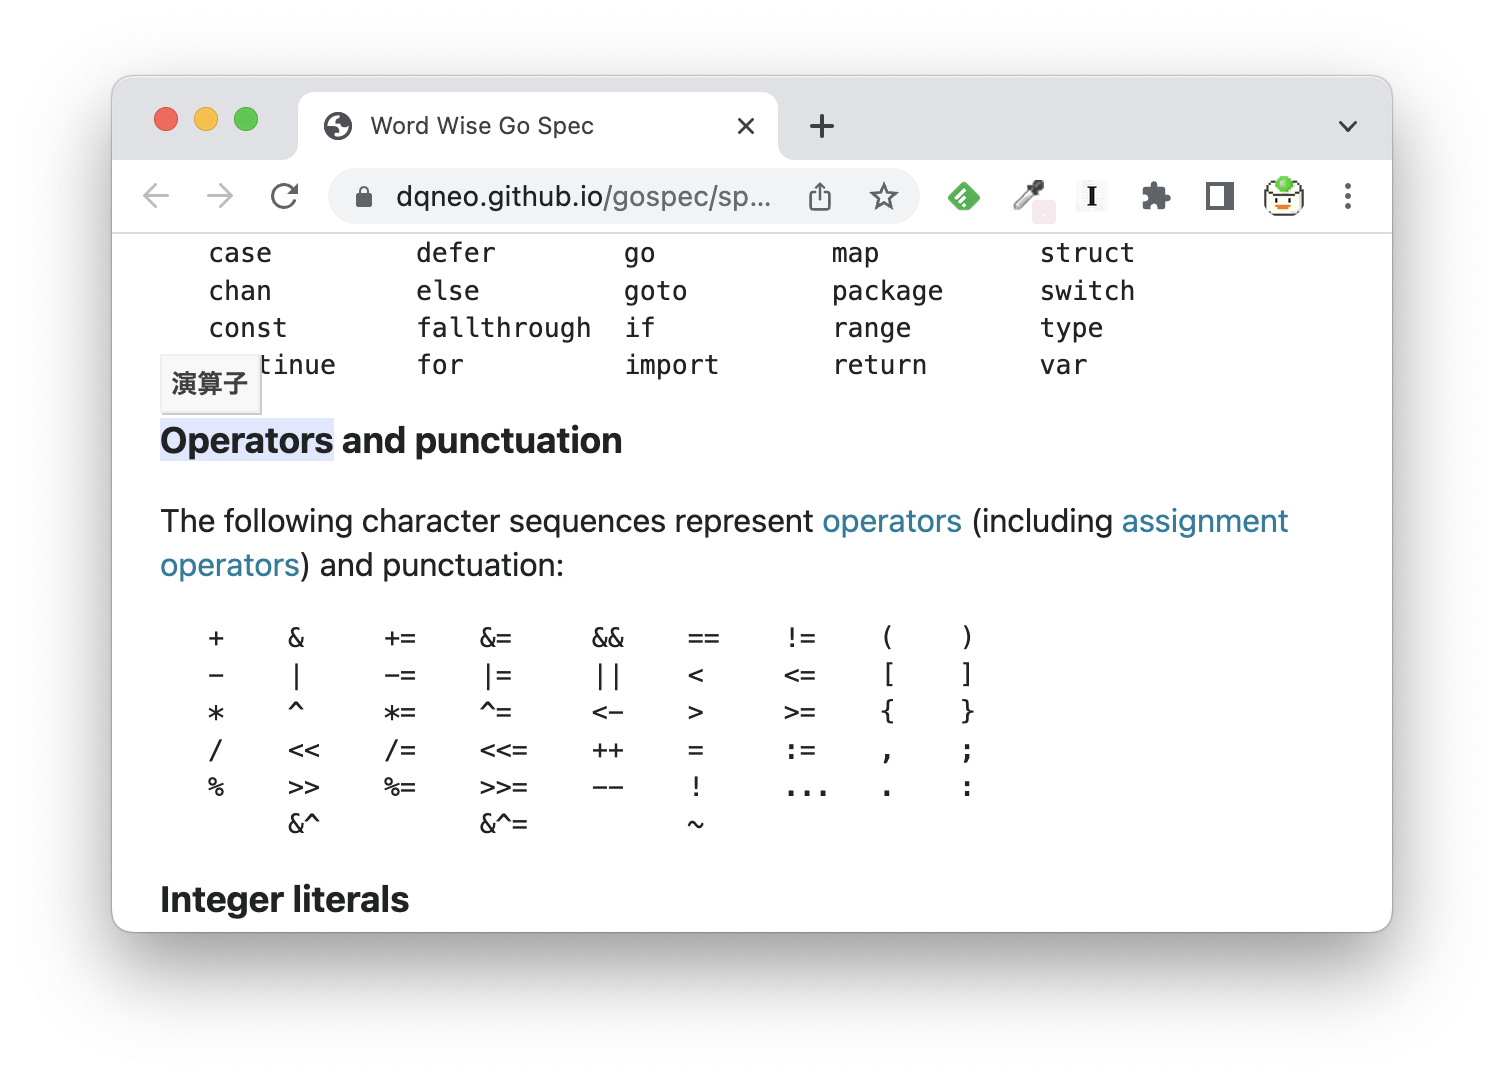 Word Wise Go Spec
dqneo.github.io/gospec/sp...
case defer go map struct
chan else goto package switch
const fallthrough if range type
tinue for import return var
演算子
Operators and punctuation
The following character sequences represent operators (including assignment
operators) and punctuation:
+ & += &= && == != ( )
- | -= |= || < <= [ ]
* ^ *= ^= <- > >= { }
/ << /= <<= ++ = := , ;
% >> %= >>= -- ! ... . :
&^ &^= ~
Integer literals